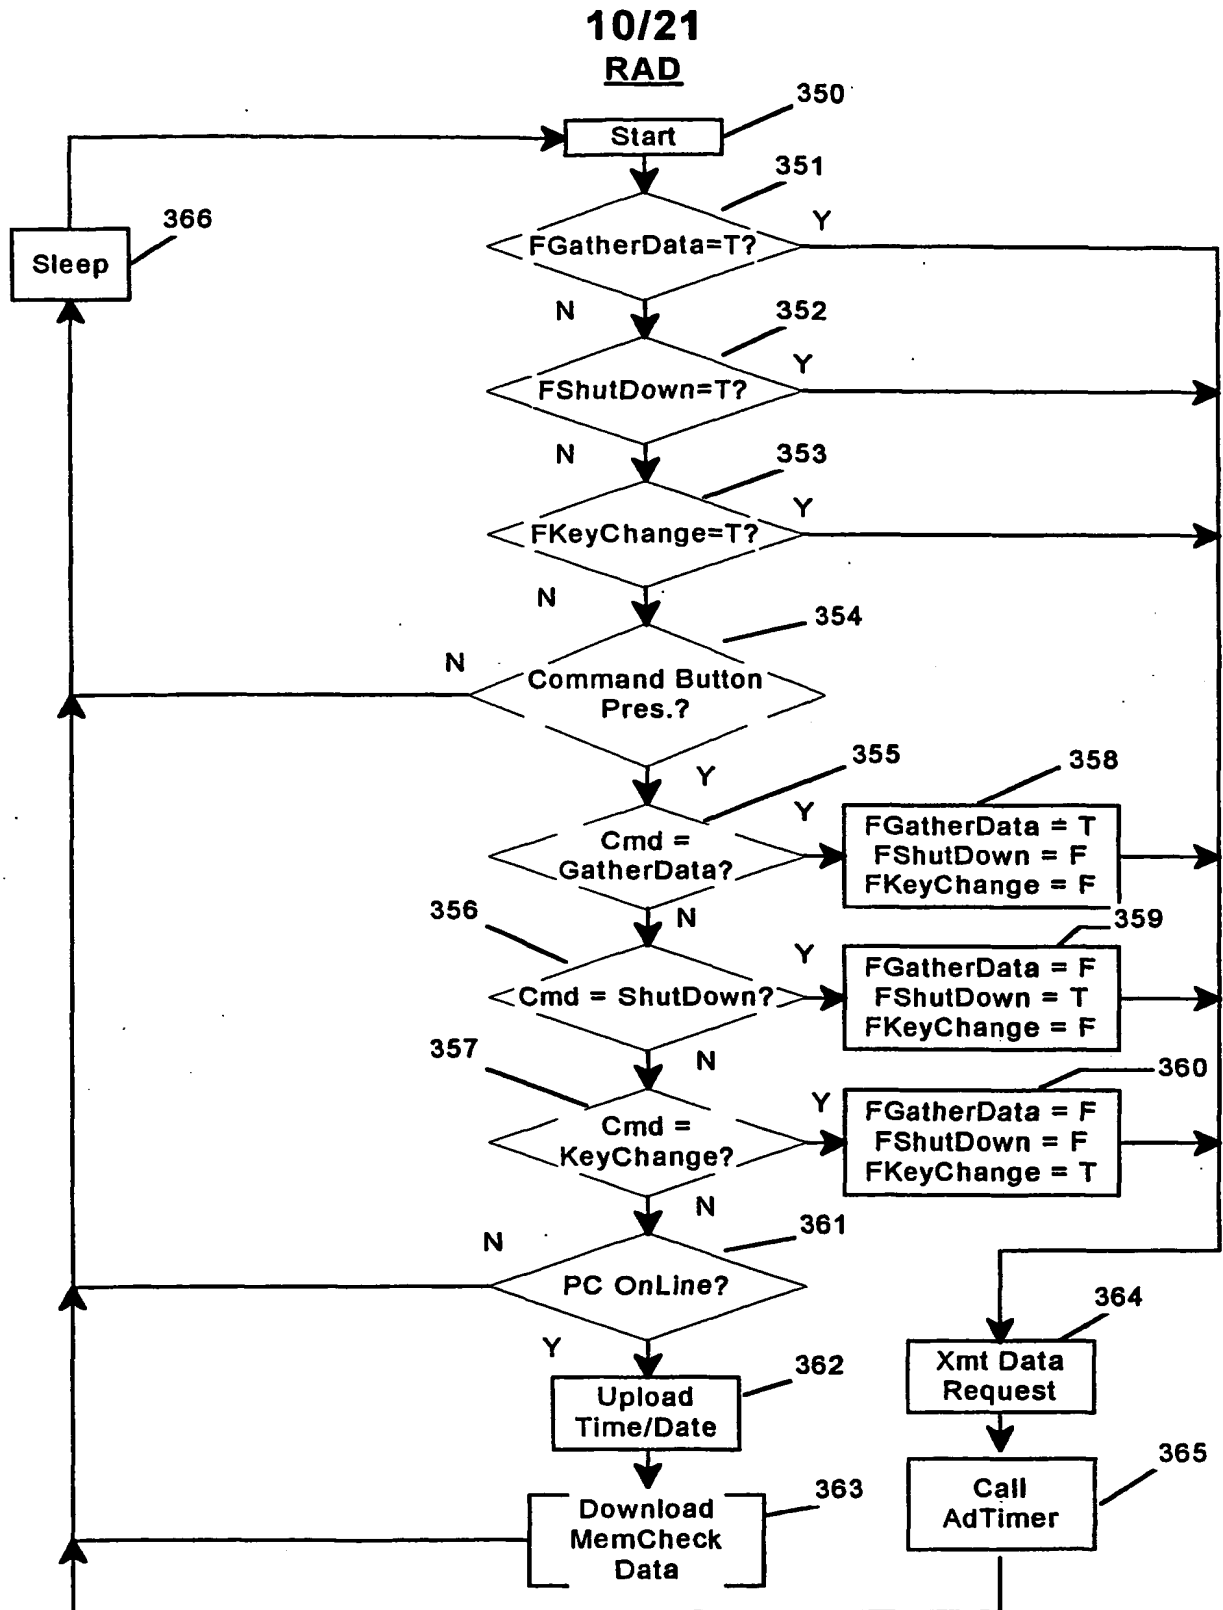 10/21
RAD
350
Start
351
FGatherData=T?
Y
366
Sleep
N
352
FShutDown=T?
Y
N
353
FKeyChange=T?
Y
N
354
Command Button
Pres.?
N
Y
355
Cmd =
GatherData?
Y
358
FGatherData = T
FShutDown = F
FKeyChange = F
N
356
Cmd = ShutDown?
Y
359
FGatherData = F
FShutDown = T
FKeyChange = F
N
357
Cmd =
KeyChange?
Y
360
FGatherData = F
FShutDown = F
FKeyChange = T
N
361
PC OnLine?
N
Y
362
Upload
Time/Date
363
Download
MemCheck
Data
364
Xmt Data
Request
365
Call
AdTimer